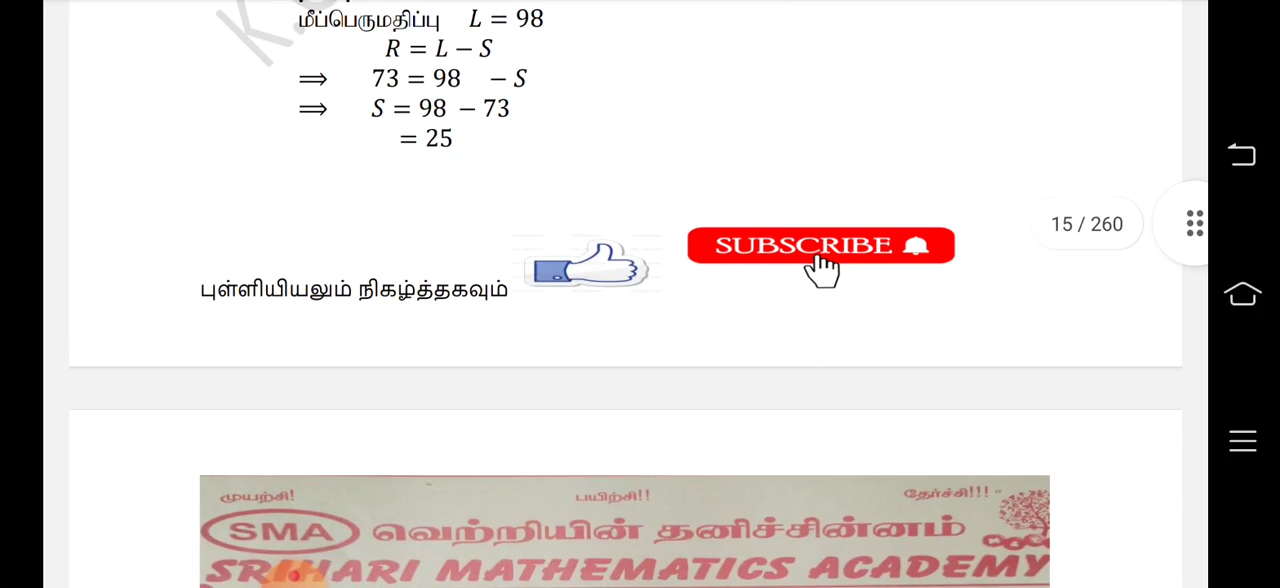 மீப்பெருமதிப்பு L = 98
R = L − S
⟹ 73 = 98 − S
⟹ S = 98 − 73
= 25
SUBSCRIBE
15 / 260
புள்ளியியலும் நிகழ்த்தகவும்
முயற்சி! பயிற்சி!! தேர்ச்சி!!! "
SMA வெற்றியின் தனிச்சின்னம்
SRIHARI MATHEMATICS ACADEMY